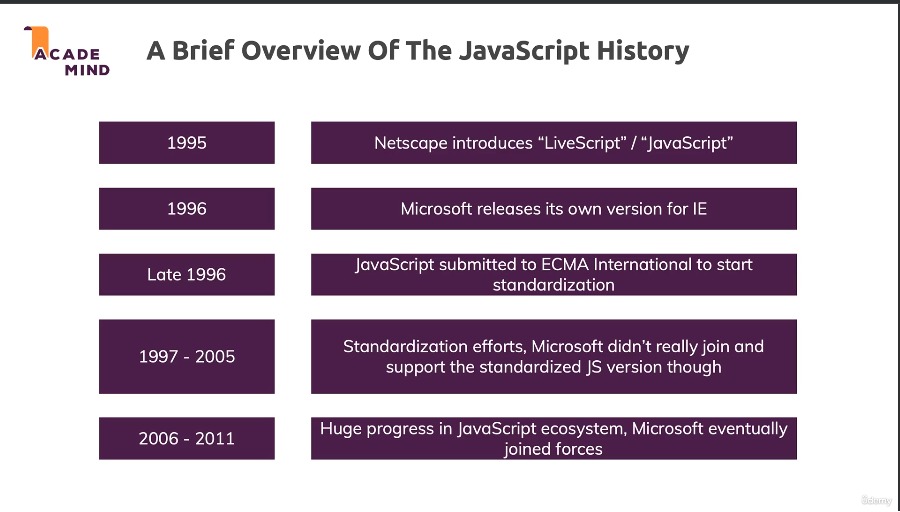 ACADE
MIND
A Brief Overview Of The JavaScript History
1995
Netscape introduces “LiveScript” / “JavaScript”
1996
Microsoft releases its own version for IE
Late 1996
JavaScript submitted to ECMA International to start
standardization
1997 - 2005
Standardization efforts, Microsoft didn’t really join and
support the standardized JS version though
2006 - 2011
Huge progress in JavaScript ecosystem, Microsoft eventually
joined forces
ûdemy